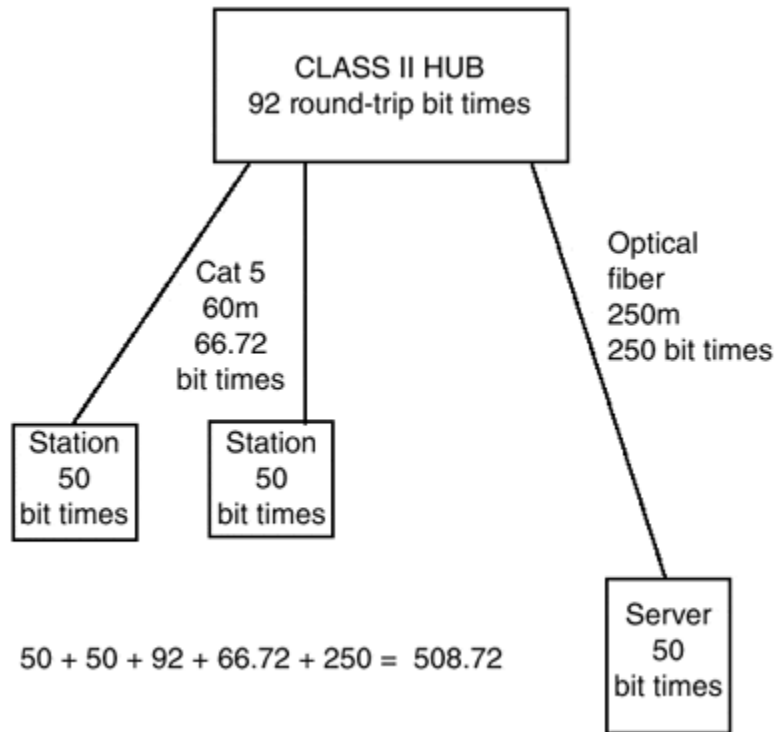 CLASS II HUB
92 round-trip bit times
Cat 5
60m
66.72
bit times
Optical
fiber
250m
250 bit times
Station
50
bit times
Station
50
bit times
Server
50
bit times
50 + 50 + 92 + 66.72 + 250 = 508.72